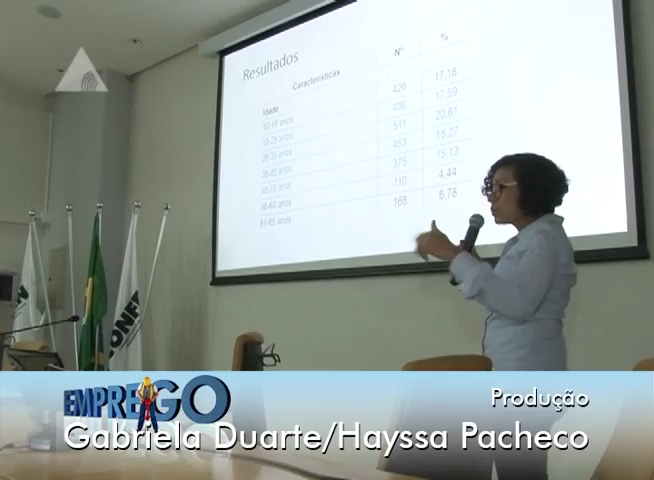 Resultados
Características N° %
Idade
10-18 anos 420 17,18
19-25 anos 436 17,59
26-35 anos 511 20,61
36-45 anos 453 18,27
46-55 anos 375 15,13
56-60 anos 110 4,44
61-65 anos 168 6,78
EMPREGO
Produção
Gabriela Duarte/Hayssa Pacheco